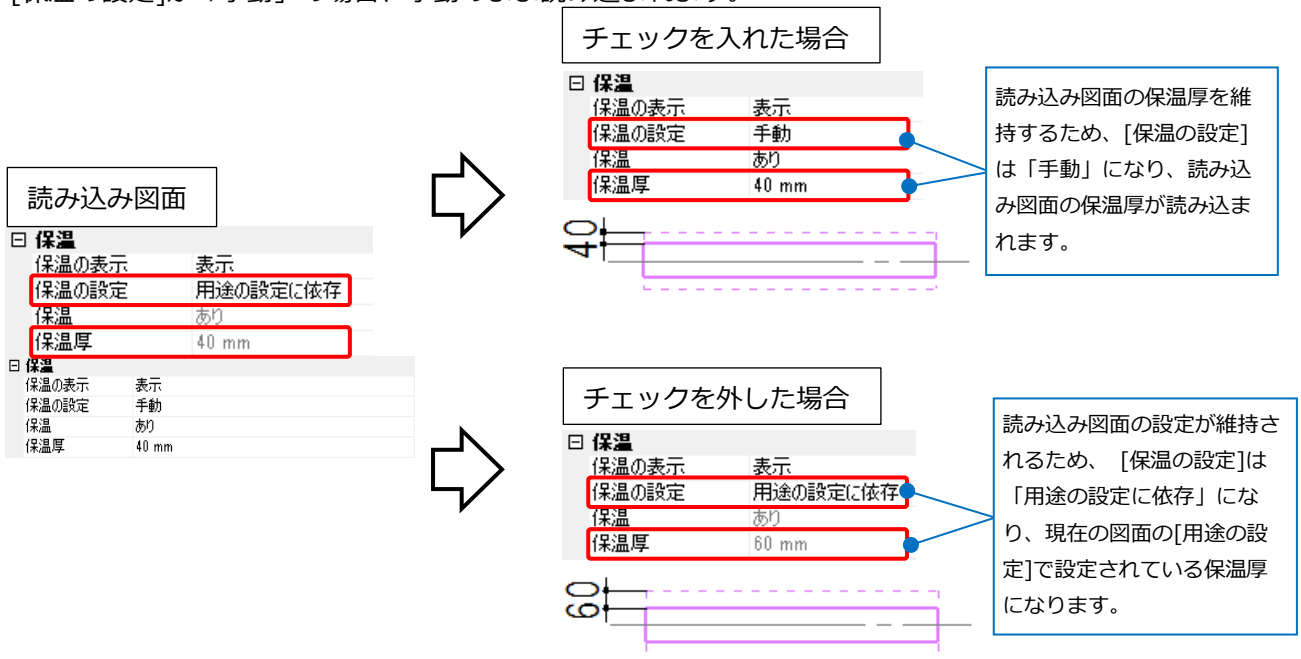 チェックを入れた場合
保温
保温の表示 表示
保温の設定 手動
保温 あり
保温厚 40 mm
40
読み込み図面の保温厚を維
持するため、[保温の設定]
は「手動」になり、読み込
み図面の保温厚が読み込ま
れます。
読み込み図面
保温
保温の表示 表示
保温の設定 用途の設定に依存
保温 あり
保温厚 40 mm
保温
保温の表示 表示
保温の設定 手動
保温 あり
保温厚 40 mm
チェックを外した場合
保温
保温の表示 表示
保温の設定 用途の設定に依存
保温 あり
保温厚 60 mm
60
読み込み図面の設定が維持さ
れるため、 [保温の設定]は
「用途の設定に依存」にな
り、現在の図面の[用途の設
定]で設定されている保温厚
になります。